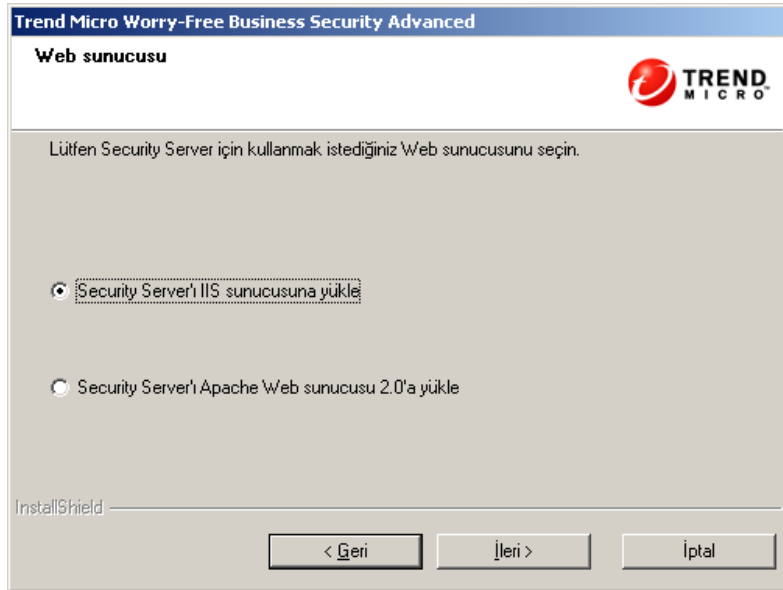 Trend Micro Worry-Free Business Security Advanced
Web sunucusu
TREND
MICRO™
Lütfen Security Server için kullanmak istediğiniz Web sunucusunu seçin.
Security Server'ı IIS sunucusuna yükle
Security Server'ı Apache Web sunucusu 2.0'a yükle
InstallShield
< Geri
İleri >
İptal